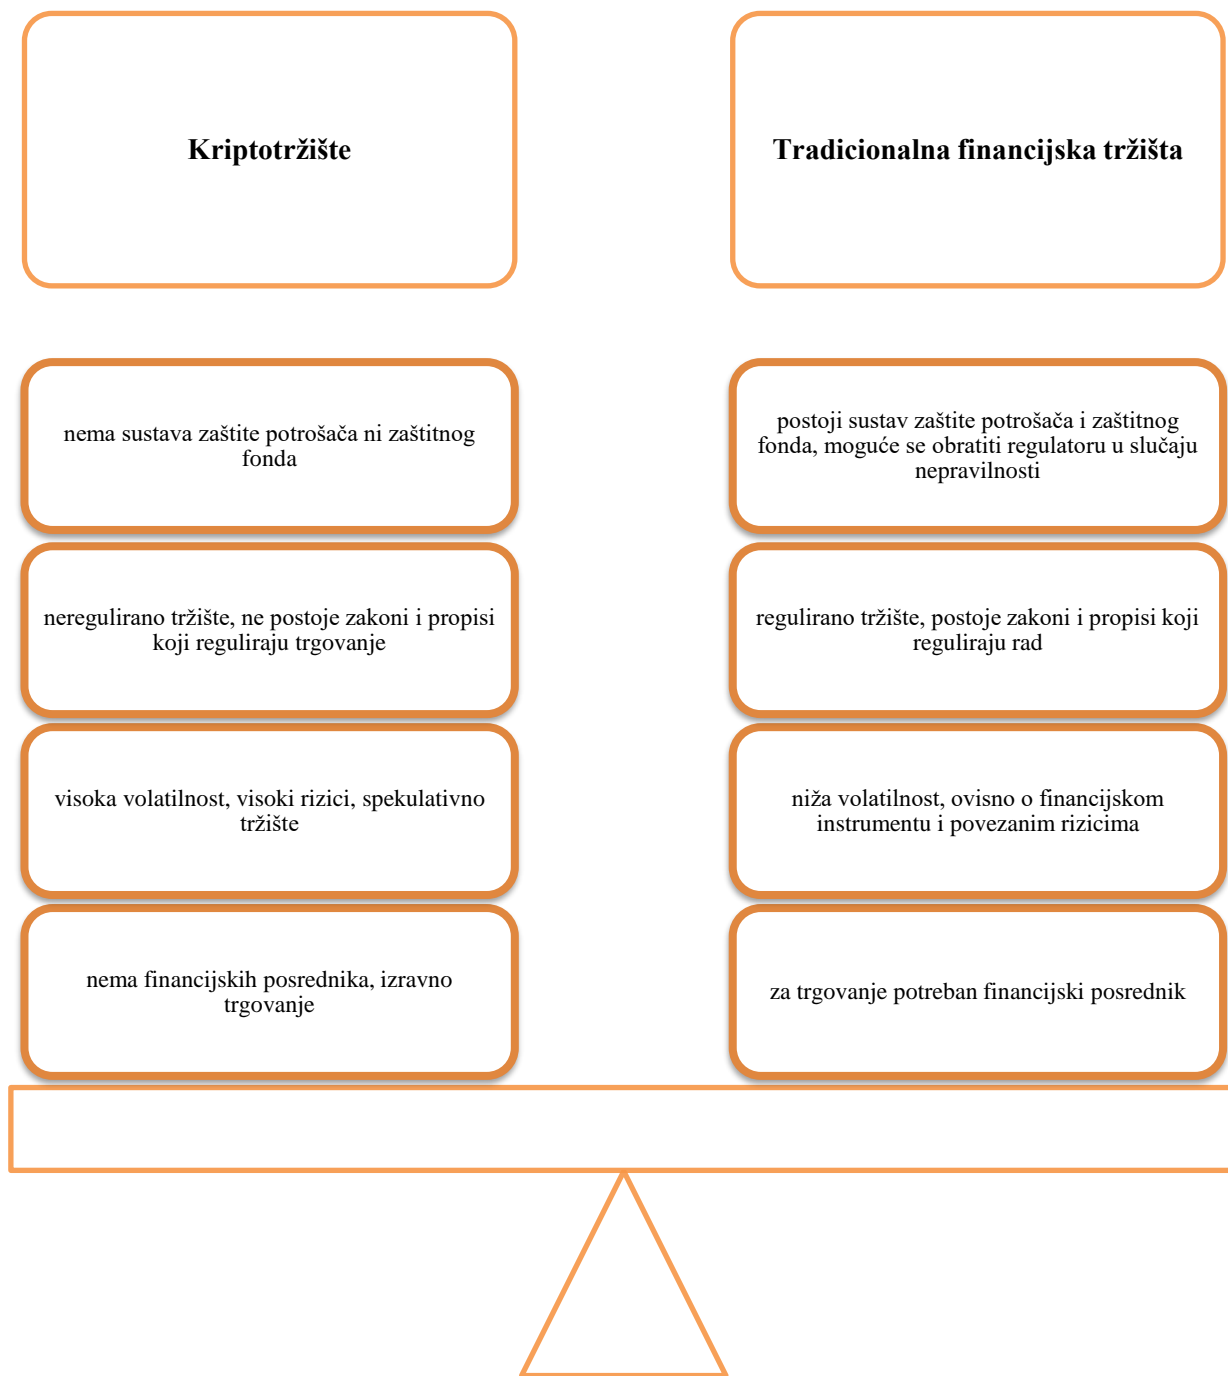 Kriptotržište
Tradicionalna financijska tržišta
nema sustava zaštite potrošača ni zaštitnog
fonda
postoji sustav zaštite potrošača i zaštitnog
fonda, moguće se obratiti regulatoru u slučaju
nepravilnosti
neregulirano tržište, ne postoje zakoni i propisi
koji reguliraju trgovanje
regulirano tržište, postoje zakoni i propisi koji
reguliraju rad
visoka volatilnost, visoki rizici, spekulativno
tržište
niža volatilnost, ovisno o financijskom
instrumentu i povezanim rizicima
nema financijskih posrednika, izravno
trgovanje
za trgovanje potreban financijski posrednik